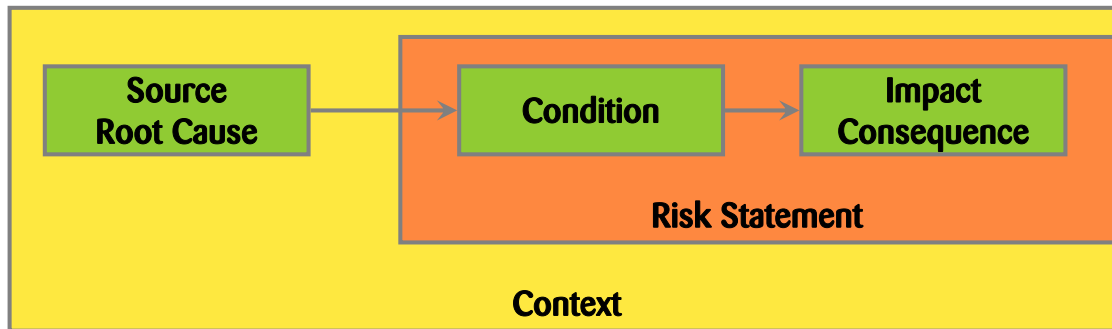 Source
Root Cause
Condition
Impact
Consequence
Risk Statement
Context